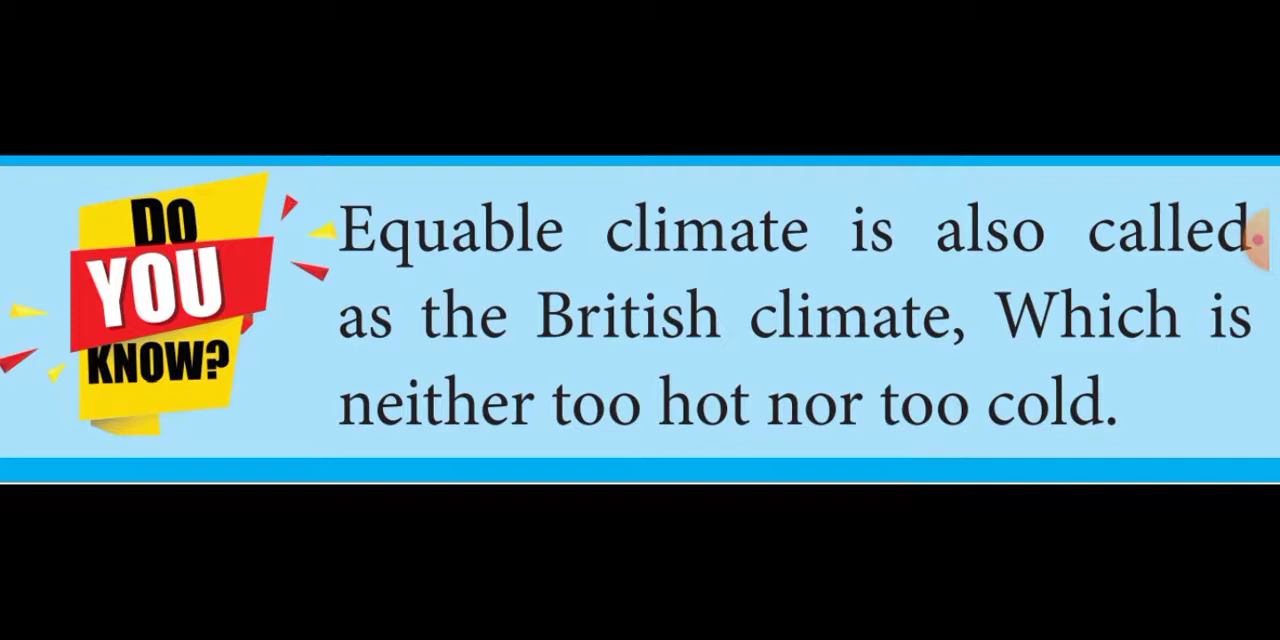 DO
YOU
KNOW?
Equable climate is also called
as the British climate, Which is
neither too hot nor too cold.